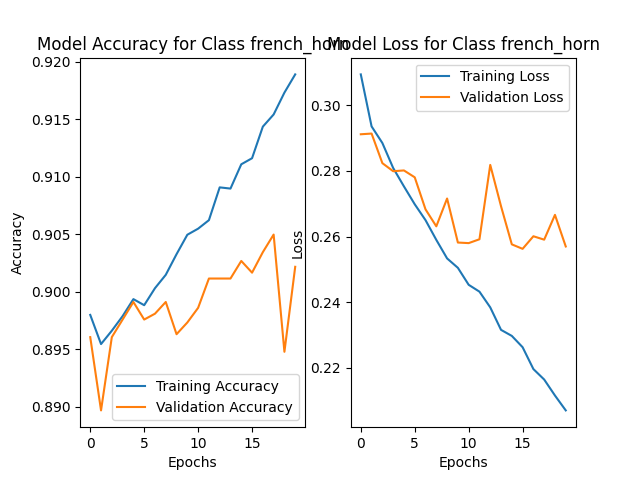 Model Accuracy for Class french_horn
Model Loss for Class french_horn
0.920
0.915
0.910
0.905
0.900
0.895
0.890
Accuracy
0
5
10
15
Epochs
Training Accuracy
Validation Accuracy
0.30
0.28
0.26
0.24
0.22
Loss
0
5
10
15
Epochs
Training Loss
Validation Loss